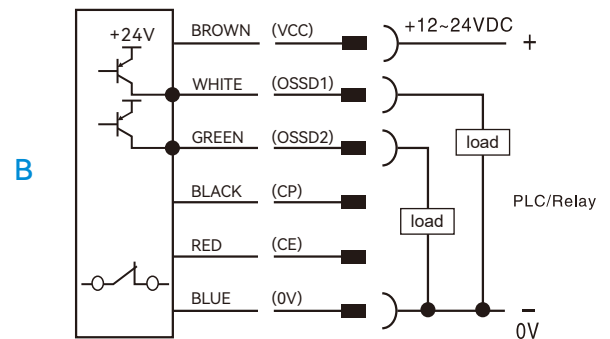 +24V
BROWN (VCC) +12~24VDC +
WHITE (OSSD1)
load
GREEN (OSSD2)
B
BLACK (CP) PLC/Relay
load
RED (CE)
BLUE (0V) −
0V